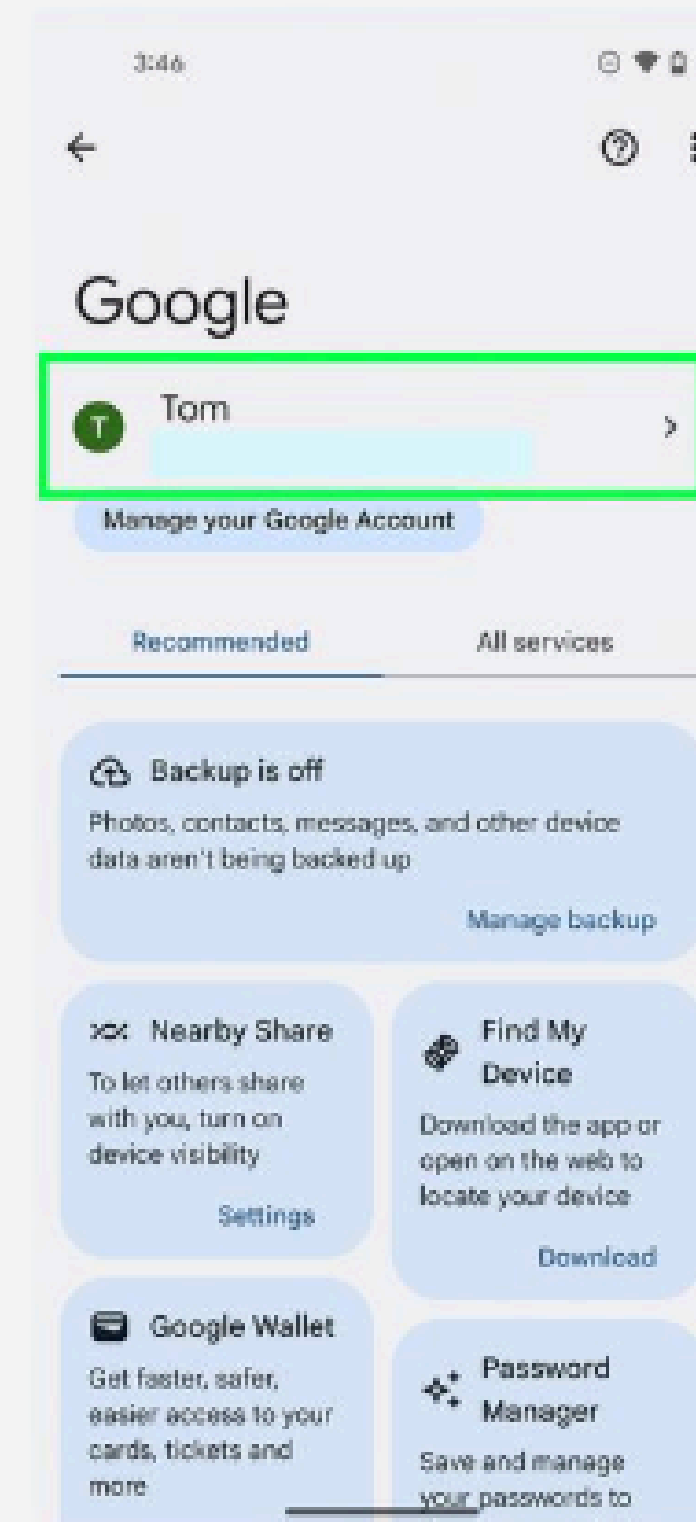 3:46
Google
T
Tom
Manage your Google Account
Recommended
All services
Backup is off
Photos, contacts, messages, and other device
data aren't being backed up
Manage backup
Nearby Share
To let others share
with you, turn on
device visibility
Settings
Find My
Device
Download the app or
open on the web to
locate your device
Download
Google Wallet
Get faster, safer,
easier access to your
cards, tickets and
more
Password
Manager
Save and manage
your passwords to